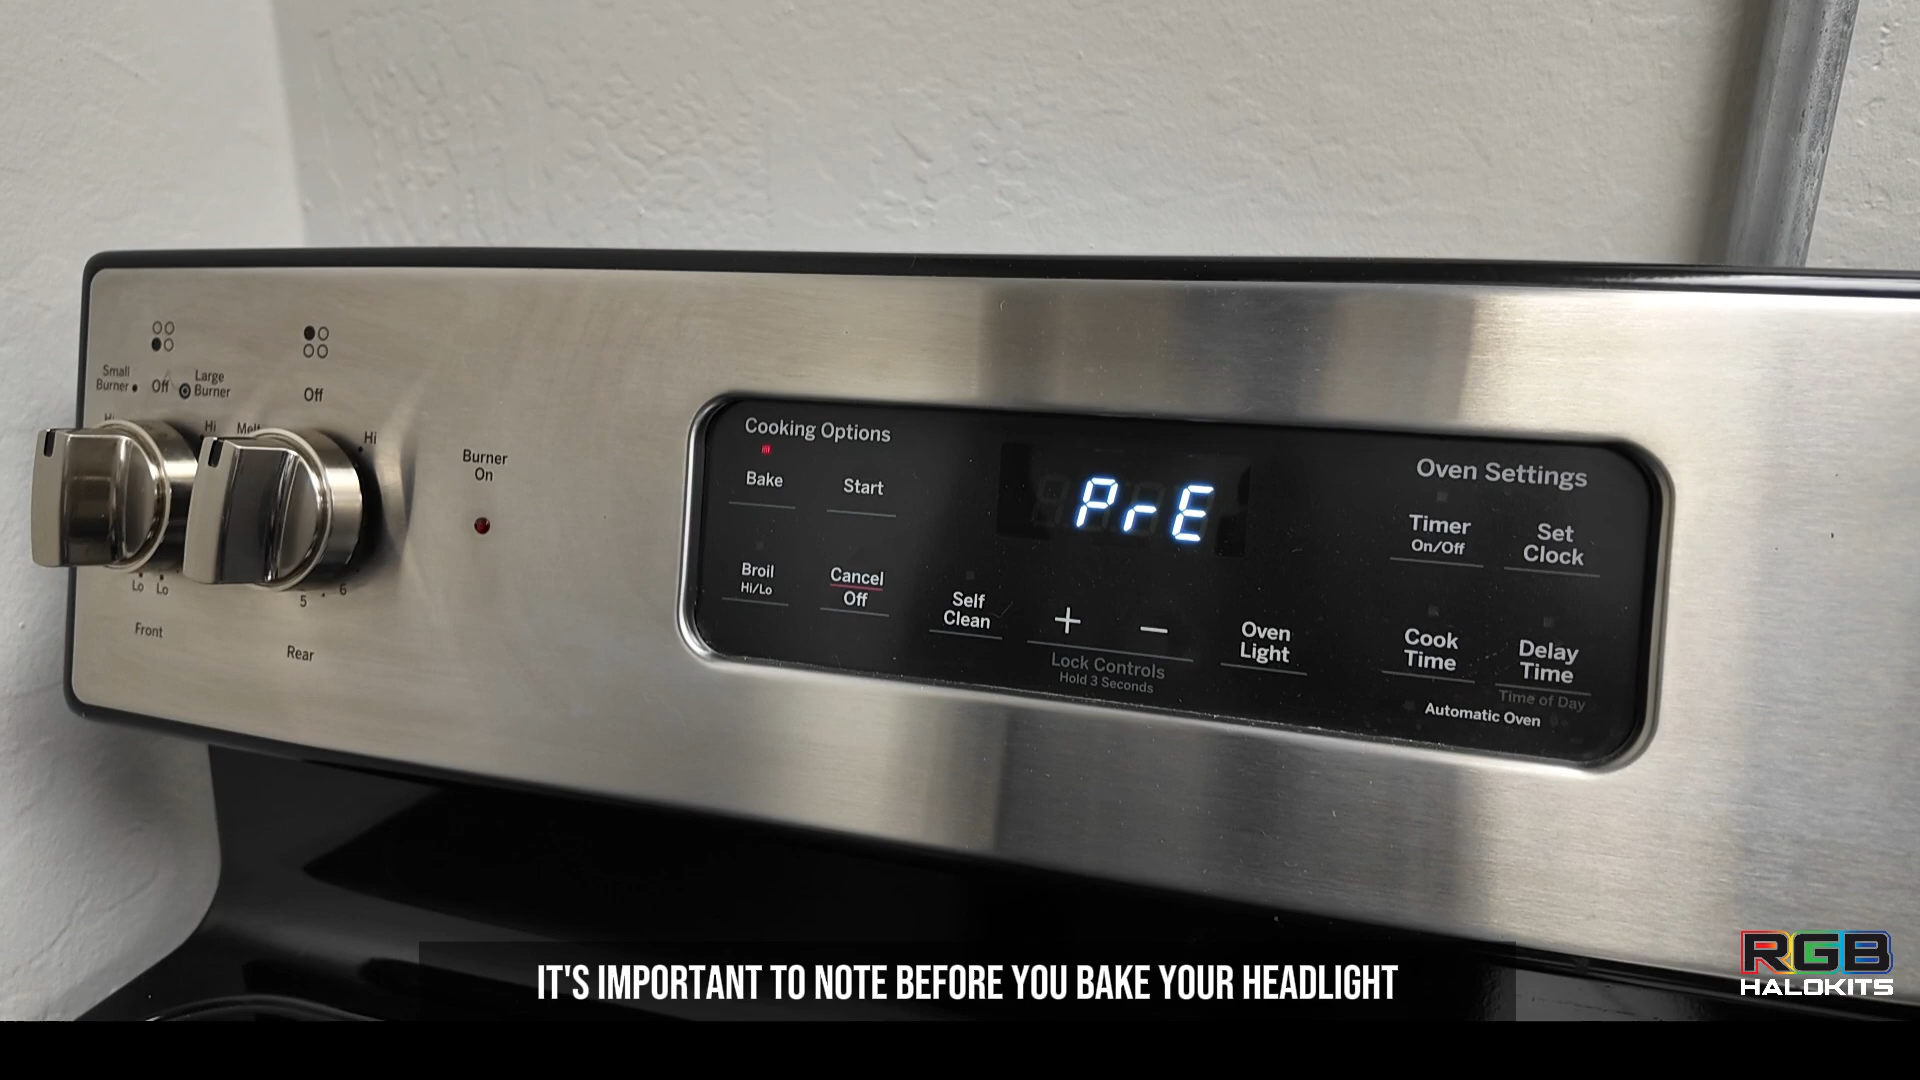 Small
Burner
Off
Large
Burner
Hi
Lo
Lo
Front
Off
Hi
Melt
Hi
6
5
Rear
Burner
On
Cooking Options
Bake
Start
Broil
Hi/Lo
Cancel
Off
PrE
Self
Clean
+ −
Lock Controls
Hold 3 Seconds
Oven
Light
Oven Settings
Timer
On/Off
Set
Clock
Cook
Time
Delay
Time
Time of Day
Automatic Oven
IT'S IMPORTANT TO NOTE BEFORE YOU BAKE YOUR HEADLIGHT
RGB
HALOKITS